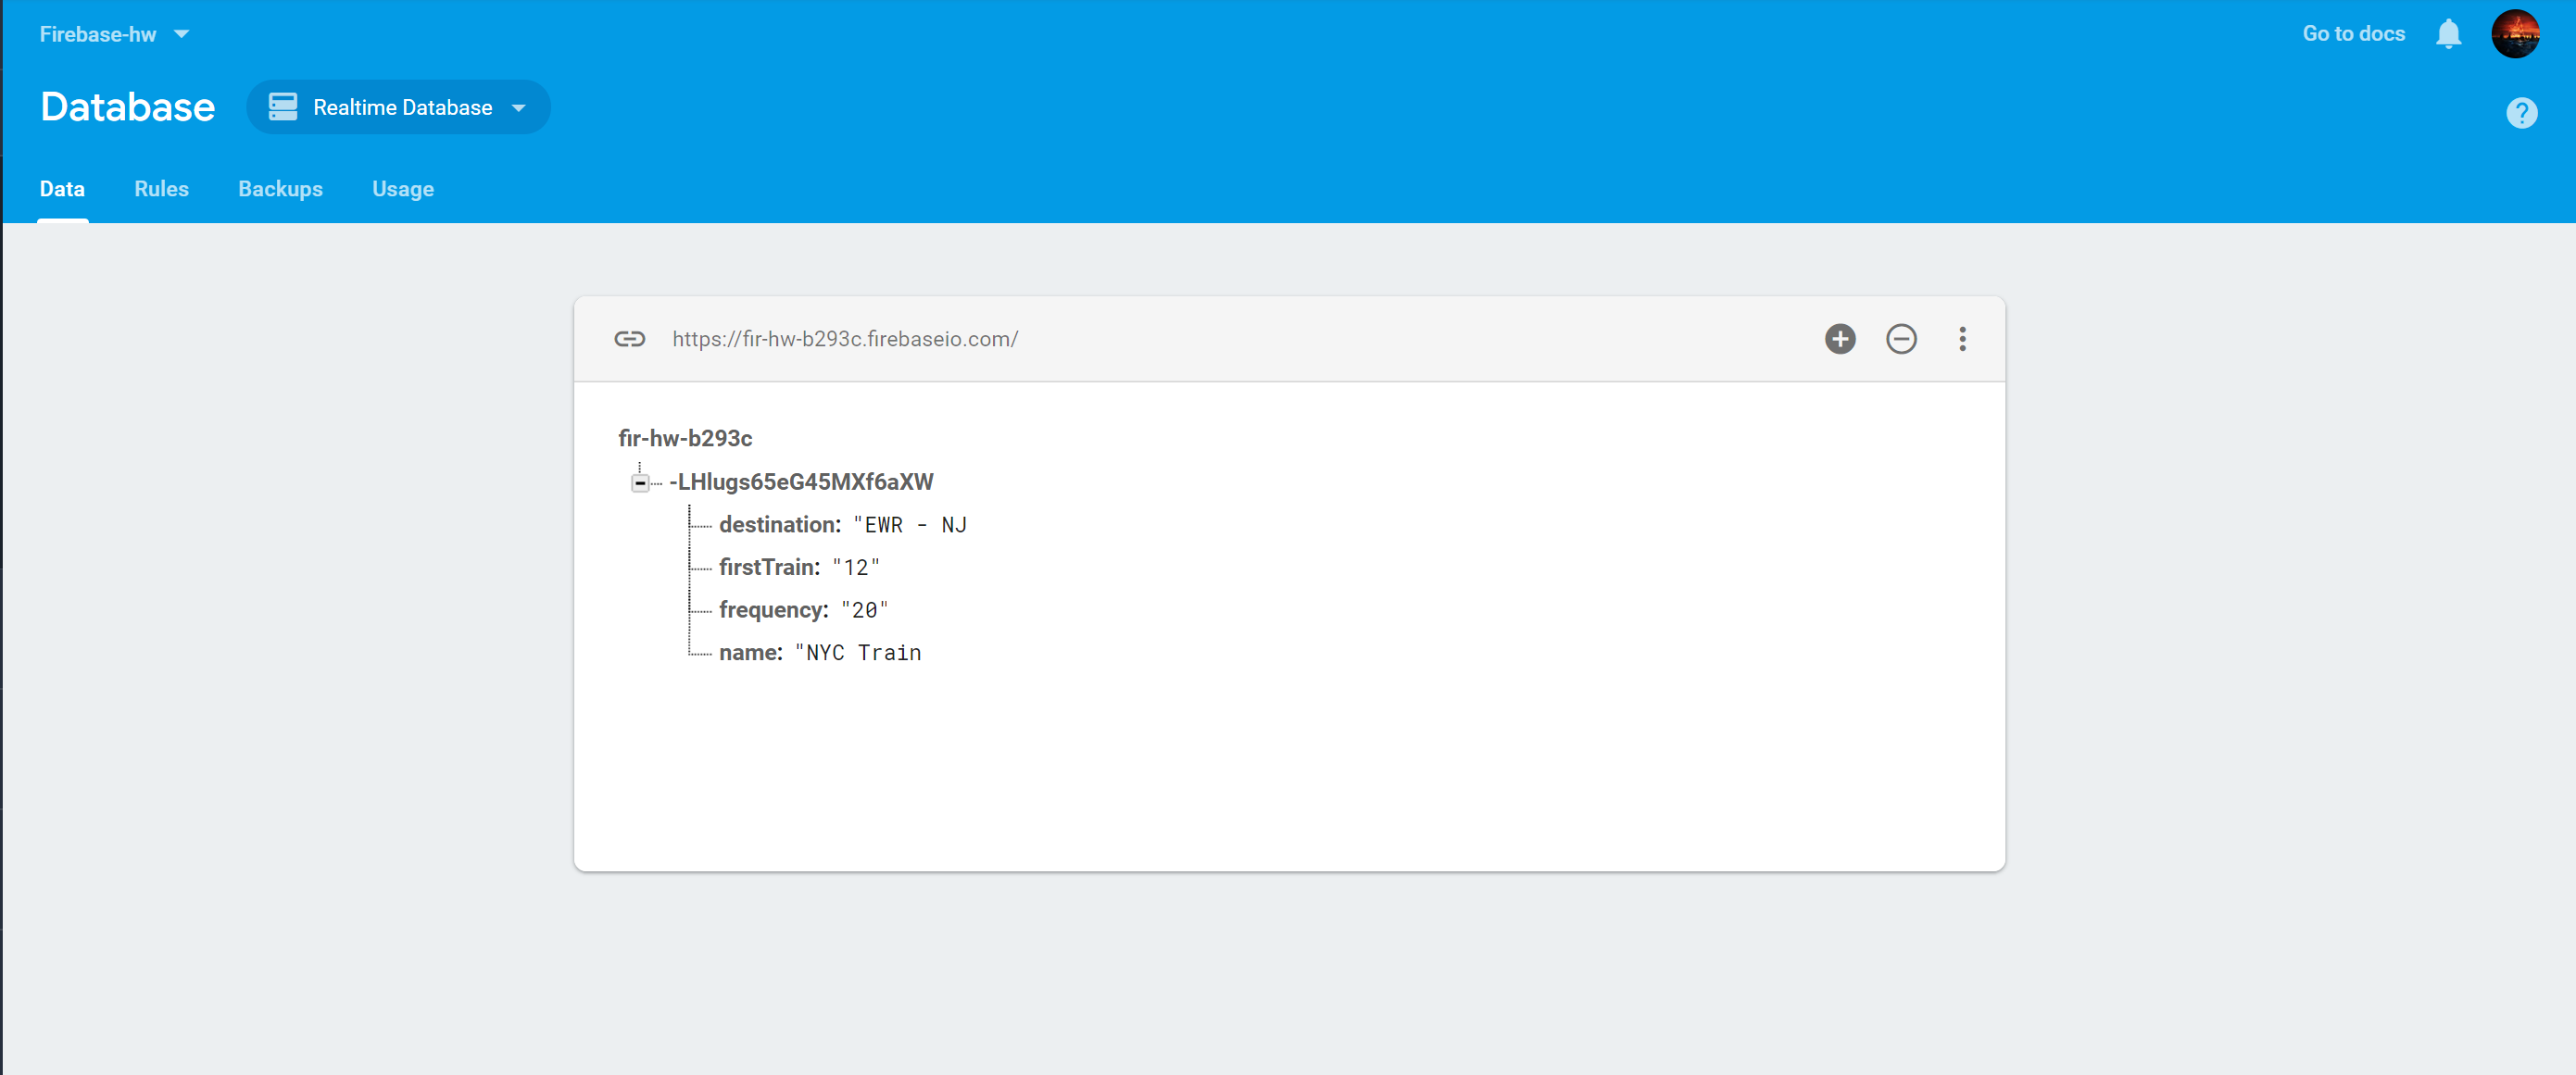 Firebase-hw
Go to docs
Database
Realtime Database
?
Data
Rules
Backups
Usage
https://fir-hw-b293c.firebaseio.com/
fir-hw-b293c
-LHlugs65eG45MXf6aXW
destination: "EWR - NJ
firstTrain: "12"
frequency: "20"
name: "NYC Train